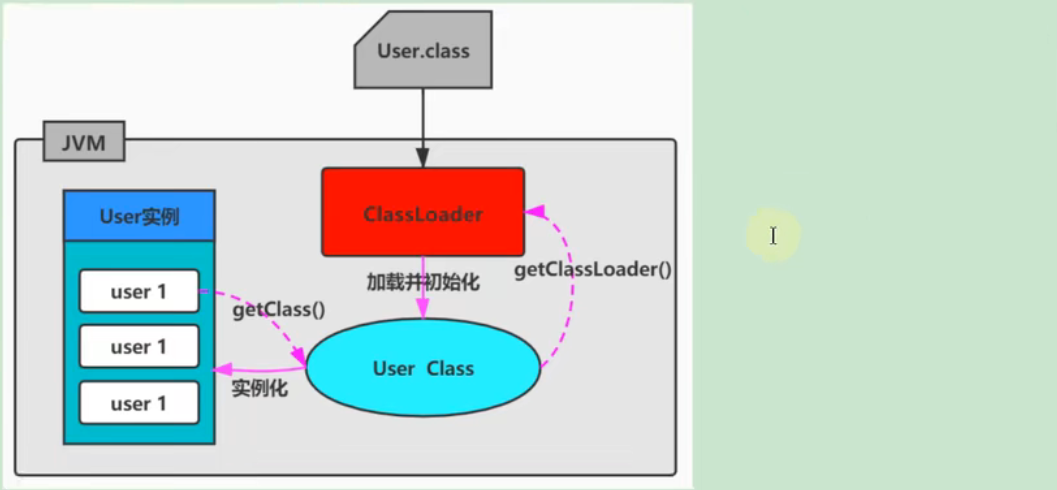 User.class
JVM
User实例
ClassLoader
加载并初始化
getClassLoader()
user 1
getClass()
user 1
User Class
实例化
user 1